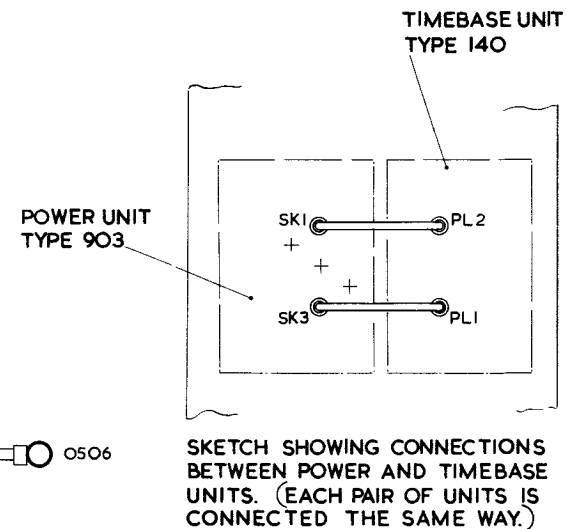 TIMEBASE UNIT
TYPE 140
POWER UNIT
TYPE 903
SK1
PL2
SK3
PL1
0506
SKETCH SHOWING CONNECTIONS
BETWEEN POWER AND TIMEBASE
UNITS. (EACH PAIR OF UNITS IS
CONNECTED THE SAME WAY.)